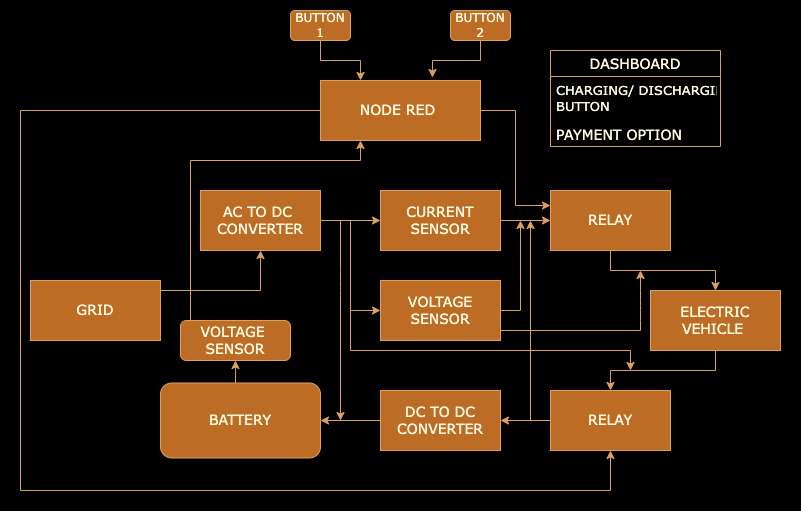 BUTTON
1
BUTTON
2
DASHBOARD
CHARGING/ DISCHARGI
BUTTON
PAYMENT OPTION
NODE RED
AC TO DC
CONVERTER
CURRENT
SENSOR
RELAY
GRID
VOLTAGE
SENSOR
VOLTAGE
SENSOR
ELECTRIC
VEHICLE
BATTERY
DC TO DC
CONVERTER
RELAY